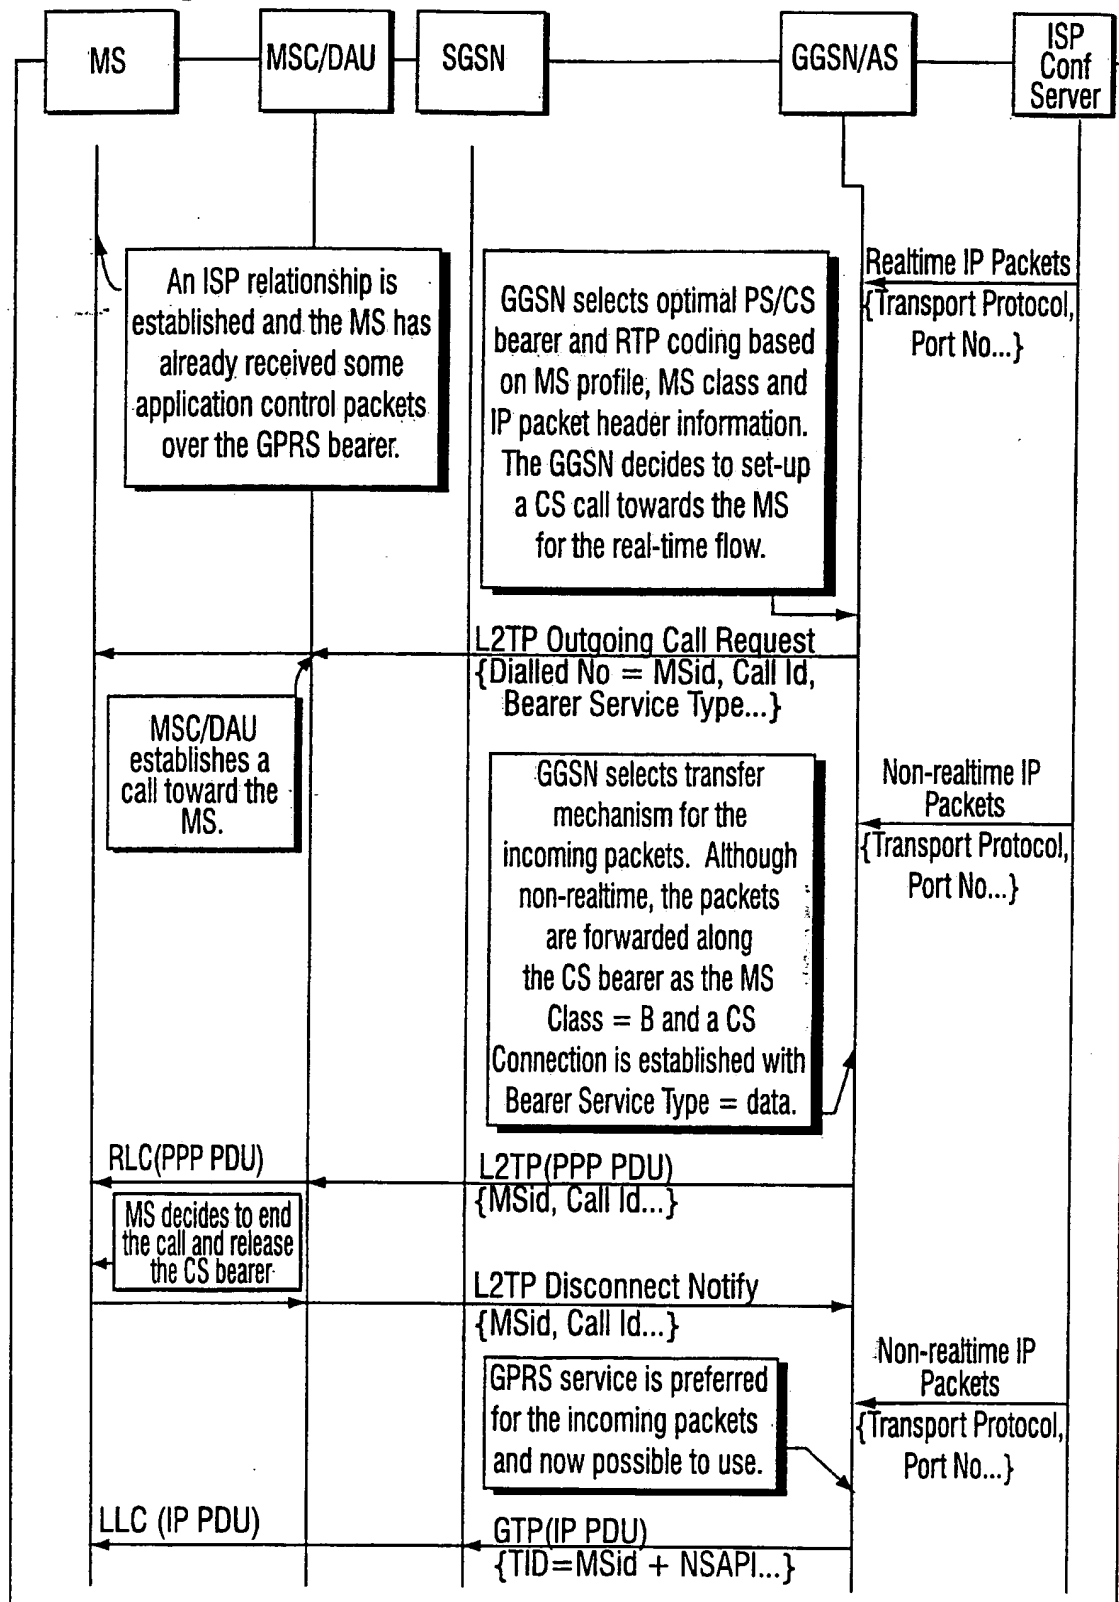 MS
MSC/DAU
SGSN
GGSN/AS
ISP
Conf
Server
An ISP relationship is
established and the MS has
already received some
application control packets
over the GPRS bearer.
GGSN selects optimal PS/CS
bearer and RTP coding based
on MS profile, MS class and
IP packet header information.
The GGSN decides to set-up
a CS call towards the MS
for the real-time flow.
Realtime IP Packets
{Transport Protocol,
Port No...}
L2TP Outgoing Call Request
{Dialled No = MSid, Call Id,
Bearer Service Type...}
MSC/DAU
establishes a
call toward the
MS.
GGSN selects transfer
mechanism for the
incoming packets. Although
non-realtime, the packets
are forwarded along
the CS bearer as the MS
Class = B and a CS
Connection is established with
Bearer Service Type = data.
Non-realtime IP
Packets
{Transport Protocol,
Port No...}
RLC(PPP PDU)
L2TP(PPP PDU)
{MSid, Call Id...}
MS decides to end
the call and release
the CS bearer
L2TP Disconnect Notify
{MSid, Call Id...}
GPRS service is preferred
for the incoming packets
and now possible to use.
Non-realtime IP
Packets
{Transport Protocol,
Port No...}
LLC (IP PDU)
GTP(IP PDU)
{TID=MSid + NSAPI...}